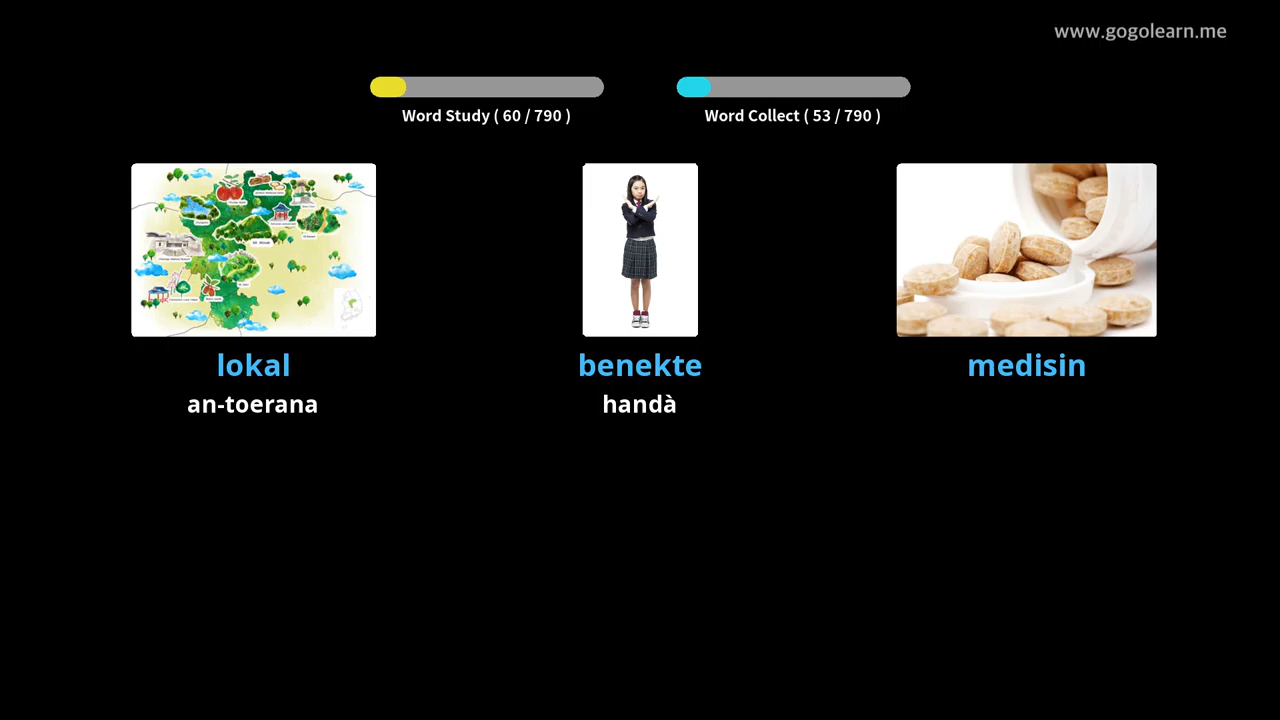 www.gogolearn.me
Word Study ( 60 / 790 )
Word Collect ( 53 / 790 )
lokal
benekte
medisin
an-toerana
handà